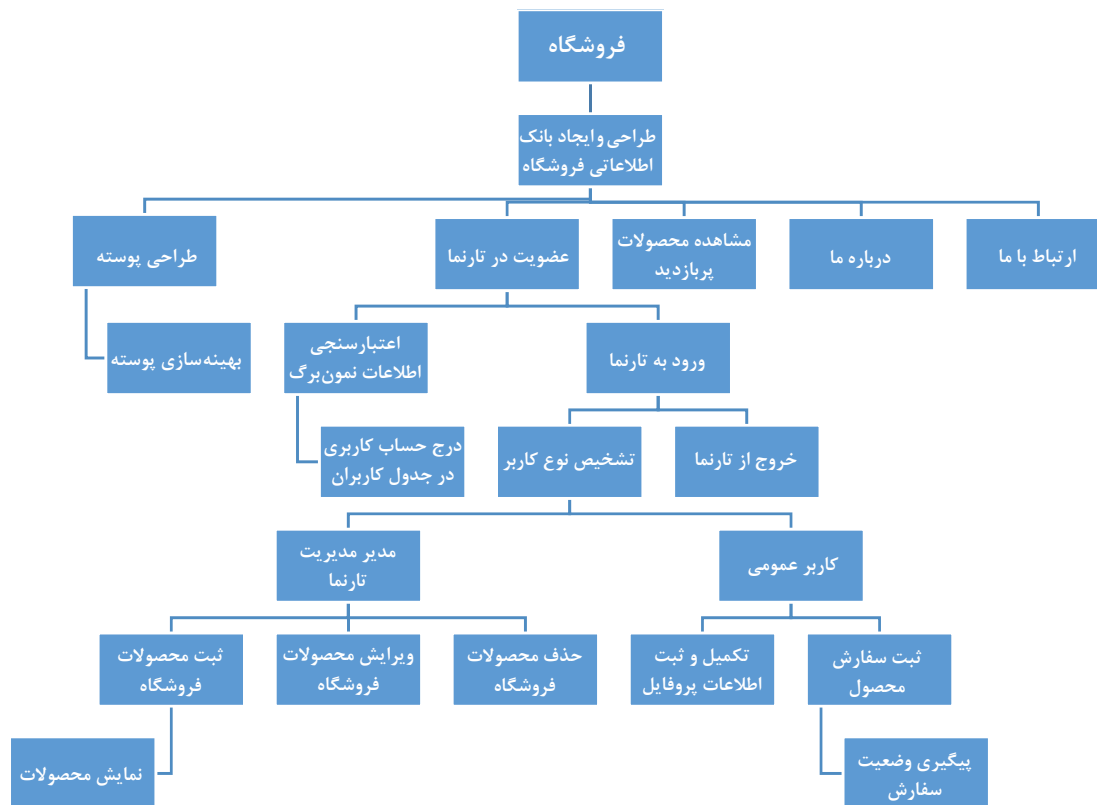 فروشگاه
طراحی و ایجاد بانک
اطلاعاتی فروشگاه
ارتباط با ما
درباره ما
مشاهده محصولات
پربازدید
عضویت در تارنما
طراحی پوسته
ورود به تارنما
اعتبارسنجی
اطلاعات نمون‌برگ
بهینه‌سازی پوسته
خروج از تارنما
تشخیص نوع کاربر
درج حساب کاربری
در جدول کاربران
کاربر عمومی
مدیر مدیریت
تارنما
ثبت سفارش
محصول
تکمیل و ثبت
اطلاعات پروفایل
حذف محصولات
فروشگاه
ویرایش محصولات
فروشگاه
ثبت محصولات
فروشگاه
پیگیری وضعیت
سفارش
نمایش محصولات